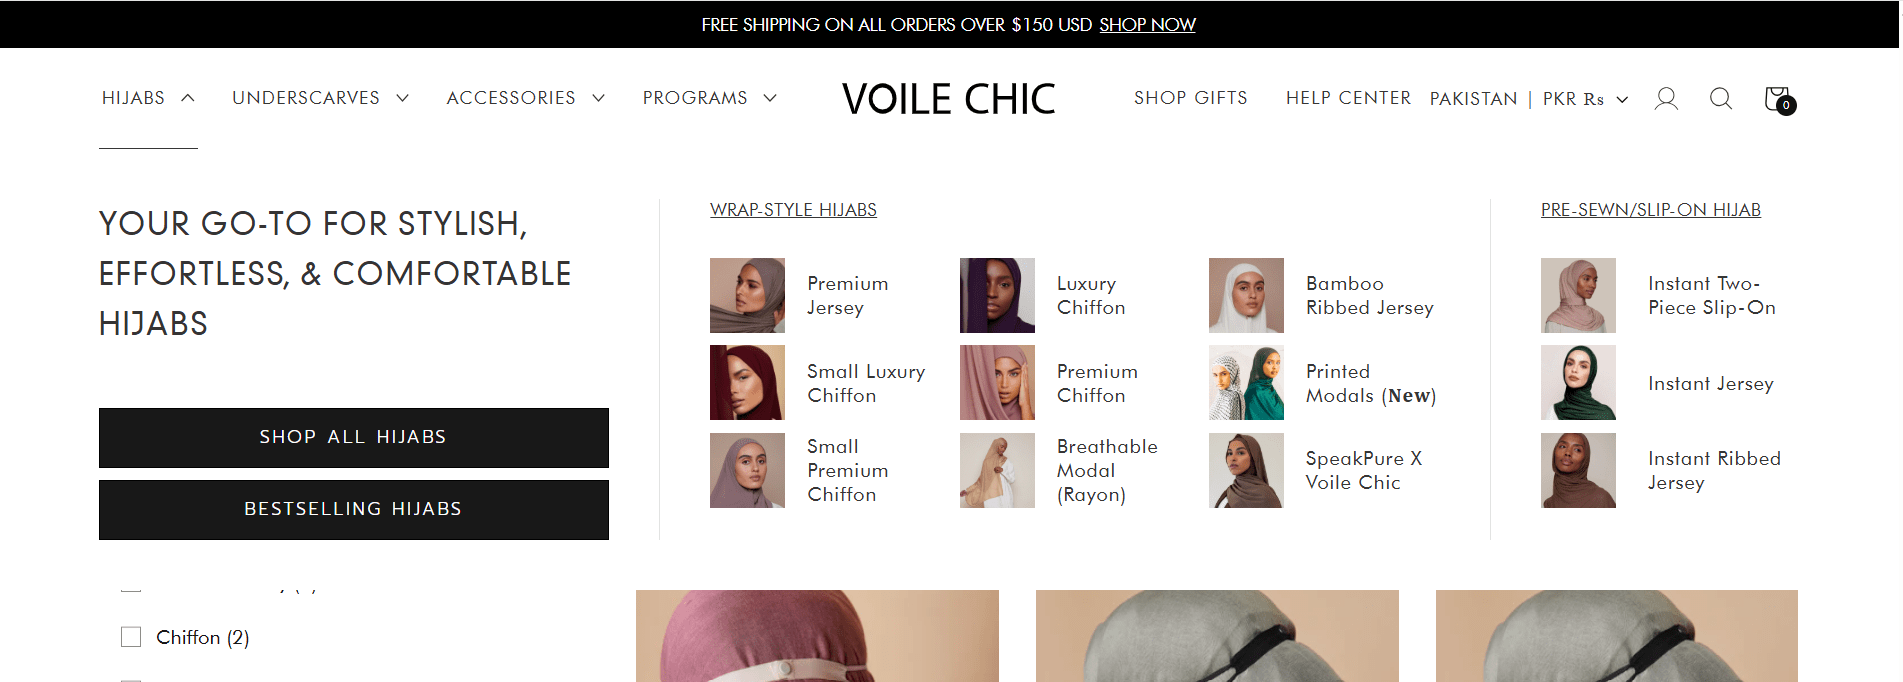 FREE SHIPPING ON ALL ORDERS OVER $150 USD SHOP NOW
HIJABS
UNDERSCARVES
ACCESSORIES
PROGRAMS
VOILE CHIC
SHOP GIFTS
HELP CENTER
PAKISTAN | PKR Rs
0
YOUR GO-TO FOR STYLISH,
EFFORTLESS, & COMFORTABLE
HIJABS
SHOP ALL HIJABS
BESTSELLING HIJABS
WRAP-STYLE HIJABS
Premium
Jersey
Luxury
Chiffon
Bamboo
Ribbed Jersey
Small Luxury
Chiffon
Premium
Chiffon
Printed
Modals (New)
Small
Premium
Chiffon
Breathable
Modal
(Rayon)
SpeakPure X
Voile Chic
PRE-SEWN/SLIP-ON HIJAB
Instant Two-
Piece Slip-On
Instant Jersey
Instant Ribbed
Jersey
Chiffon (2)